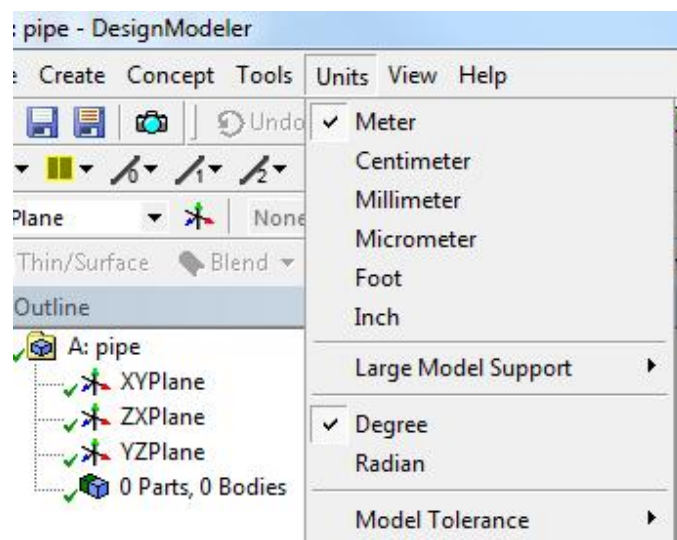 : pipe - DesignModeler
Create Concept Tools Units View Help
Undo
Meter
Centimeter
Millimeter
Micrometer
Foot
Inch
Large Model Support
Degree
Radian
Model Tolerance
Plane
None
Thin/Surface Blend
Outline
A: pipe
XYPlane
ZXPlane
YZPlane
0 Parts, 0 Bodies